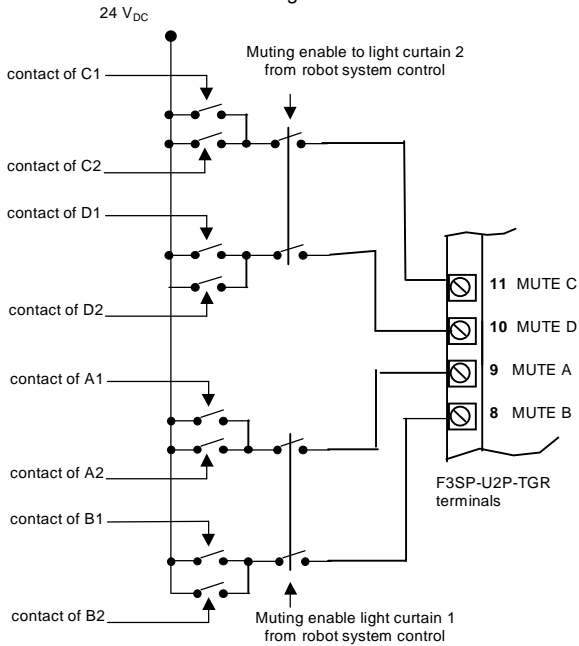 24 VDC
Muting enable to light curtain 2
from robot system control
contact of C1
contact of C2
contact of D1
contact of D2
11 MUTE C
10 MUTE D
9 MUTE A
8 MUTE B
F3SP-U2P-TGR
terminals
contact of A1
contact of A2
contact of B1
contact of B2
Muting enable light curtain 1
from robot system control